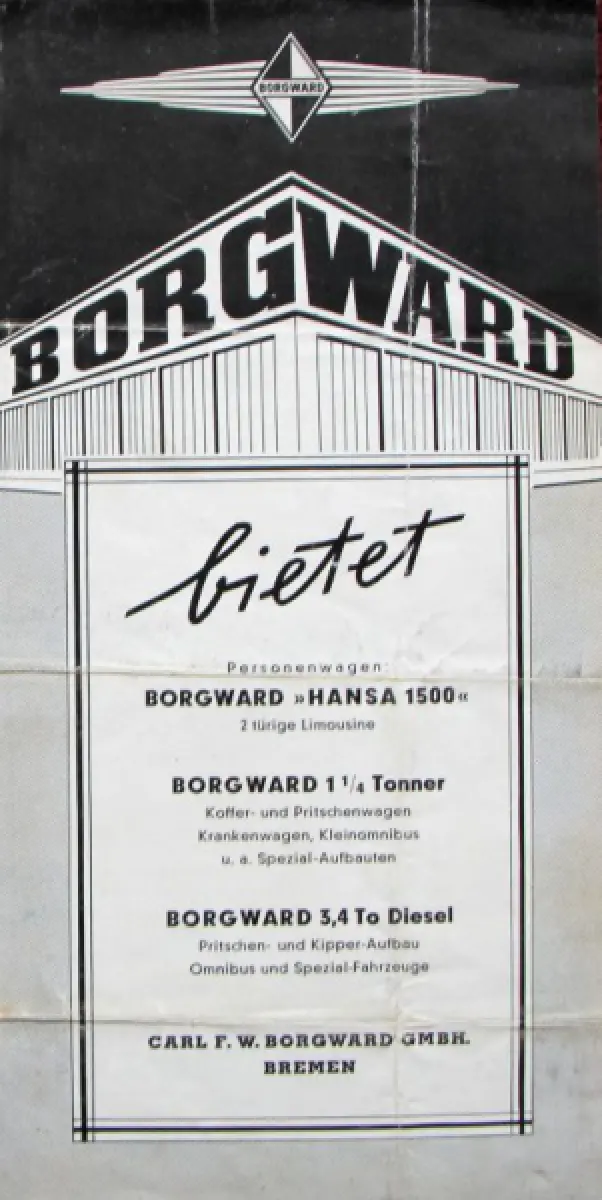 BORGWARD
BORGWARD
bietet
Personenwagen:
BORGWARD »HANSA 1500«
2 türige Limousine
BORGWARD 1 1/4 Tonner
Koffer- und Pritschenwagen
Krankenwagen, Kleinomnibus
u. a. Spezial-Aufbauten
BORGWARD 3,4 To Diesel
Pritschen- und Kipper-Aufbau
Omnibus und Spezial-Fahrzeuge
CARL F. W. BORGWARD GMBH.
BREMEN